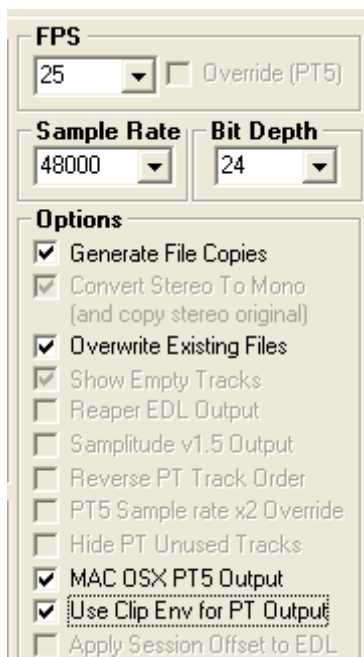 FPS
25 Override (PT5)
Sample Rate Bit Depth
48000 24
Options
Generate File Copies
Convert Stereo To Mono
(and copy stereo original)
Overwrite Existing Files
Show Empty Tracks
Reaper EDL Output
Samplitude v1.5 Output
Reverse PT Track Order
PT5 Sample rate x2 Override
Hide PT Unused Tracks
MAC OSX PT5 Output
Use Clip Env for PT Output
Apply Session Offset to EDL